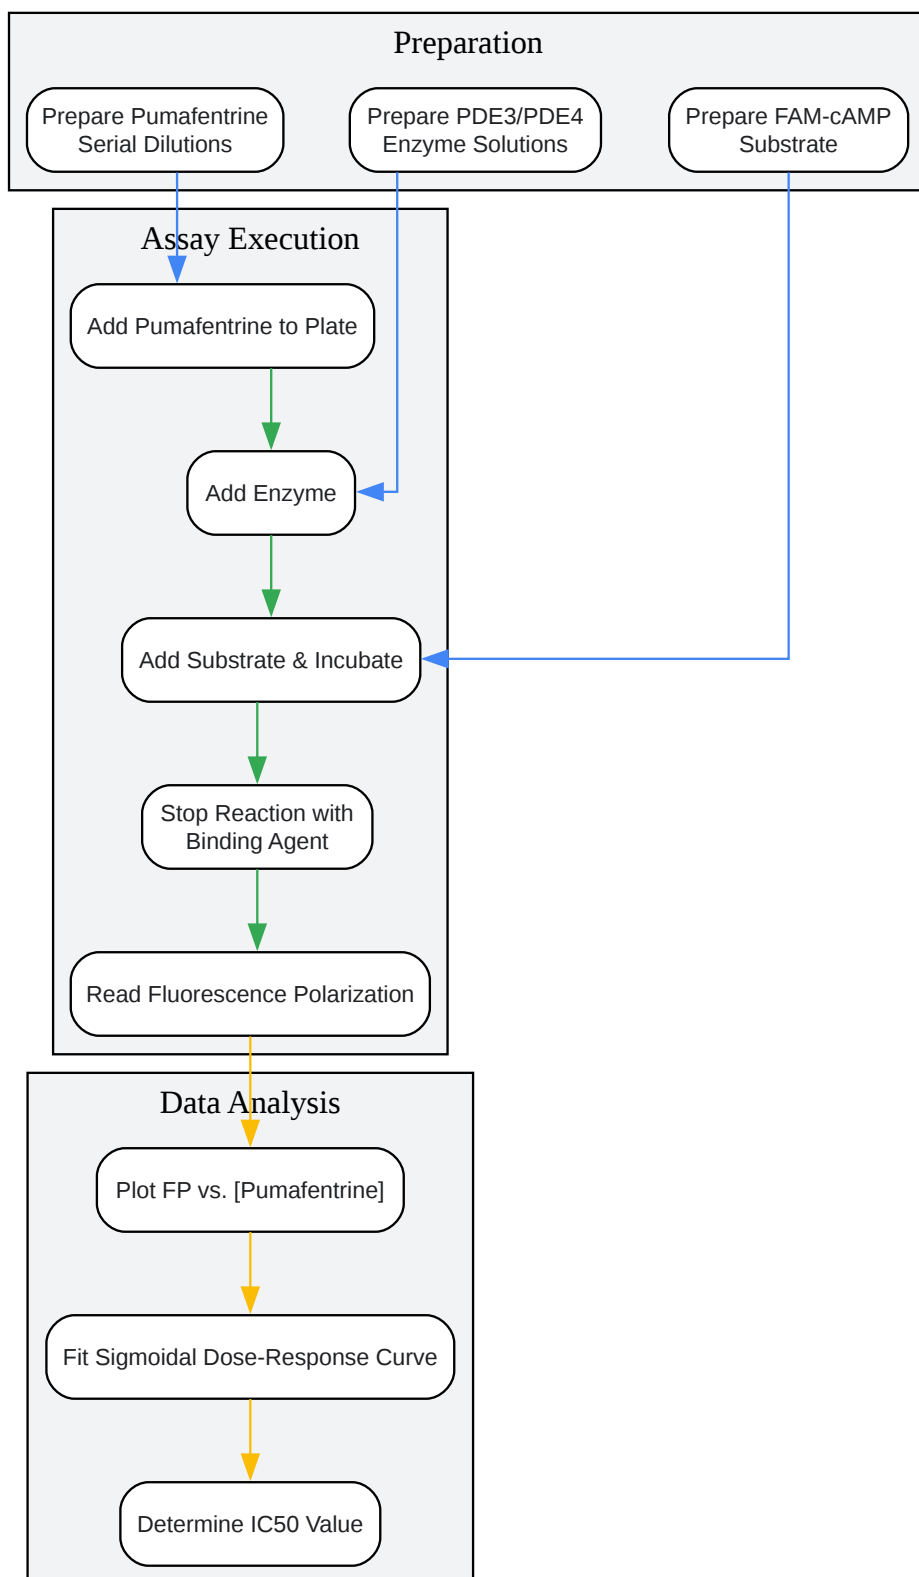 Preparation
Prepare Pumafentrine
Serial Dilutions
Prepare PDE3/PDE4
Enzyme Solutions
Prepare FAM-cAMP
Substrate
Assay Execution
Add Pumafentrine to Plate
Add Enzyme
Add Substrate & Incubate
Stop Reaction with
Binding Agent
Read Fluorescence Polarization
Data Analysis
Plot FP vs. [Pumafentrine]
Fit Sigmoidal Dose-Response Curve
Determine IC50 Value